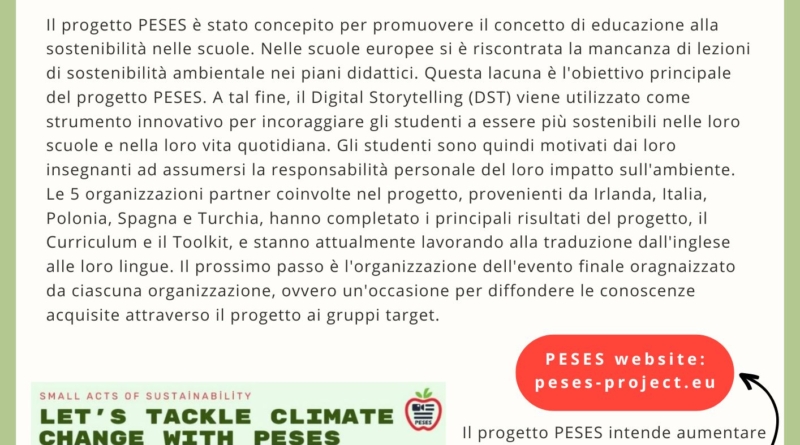 Il progetto PESES è stato concepito per promuovere il concetto di educazione alla
sostenibilità nelle scuole. Nelle scuole europee si è riscontrata la mancanza di lezioni
di sostenibilità ambientale nei piani didattici. Questa lacuna è l'obiettivo principale
del progetto PESES. A tal fine, il Digital Storytelling (DST) viene utilizzato come
strumento innovativo per incoraggiare gli studenti a essere più sostenibili nelle loro
scuole e nella loro vita quotidiana. Gli studenti sono quindi motivati dai loro
insegnanti ad assumersi la responsabilità personale del loro impatto sull'ambiente.
Le 5 organizzazioni partner coinvolte nel progetto, provenienti da Irlanda, Italia,
Polonia, Spagna e Turchia, hanno completato i principali risultati del progetto, il
Curriculum e il Toolkit, e stanno attualmente lavorando alla traduzione dall'inglese
alle loro lingue. Il prossimo passo è l'organizzazione dell'evento finale oragnaizzato
da ciascuna organizzazione, ovvero un'occasione per diffondere le conoscenze
acquisite attraverso il progetto ai gruppi target.
PESES website:
peses-project.eu
SMALL ACTS OF SUSTAİNABİLİTY
LET'S TACKLE CLIMATE
CHANGE WITH PESES
PESES
Il progetto PESES intende aumentare